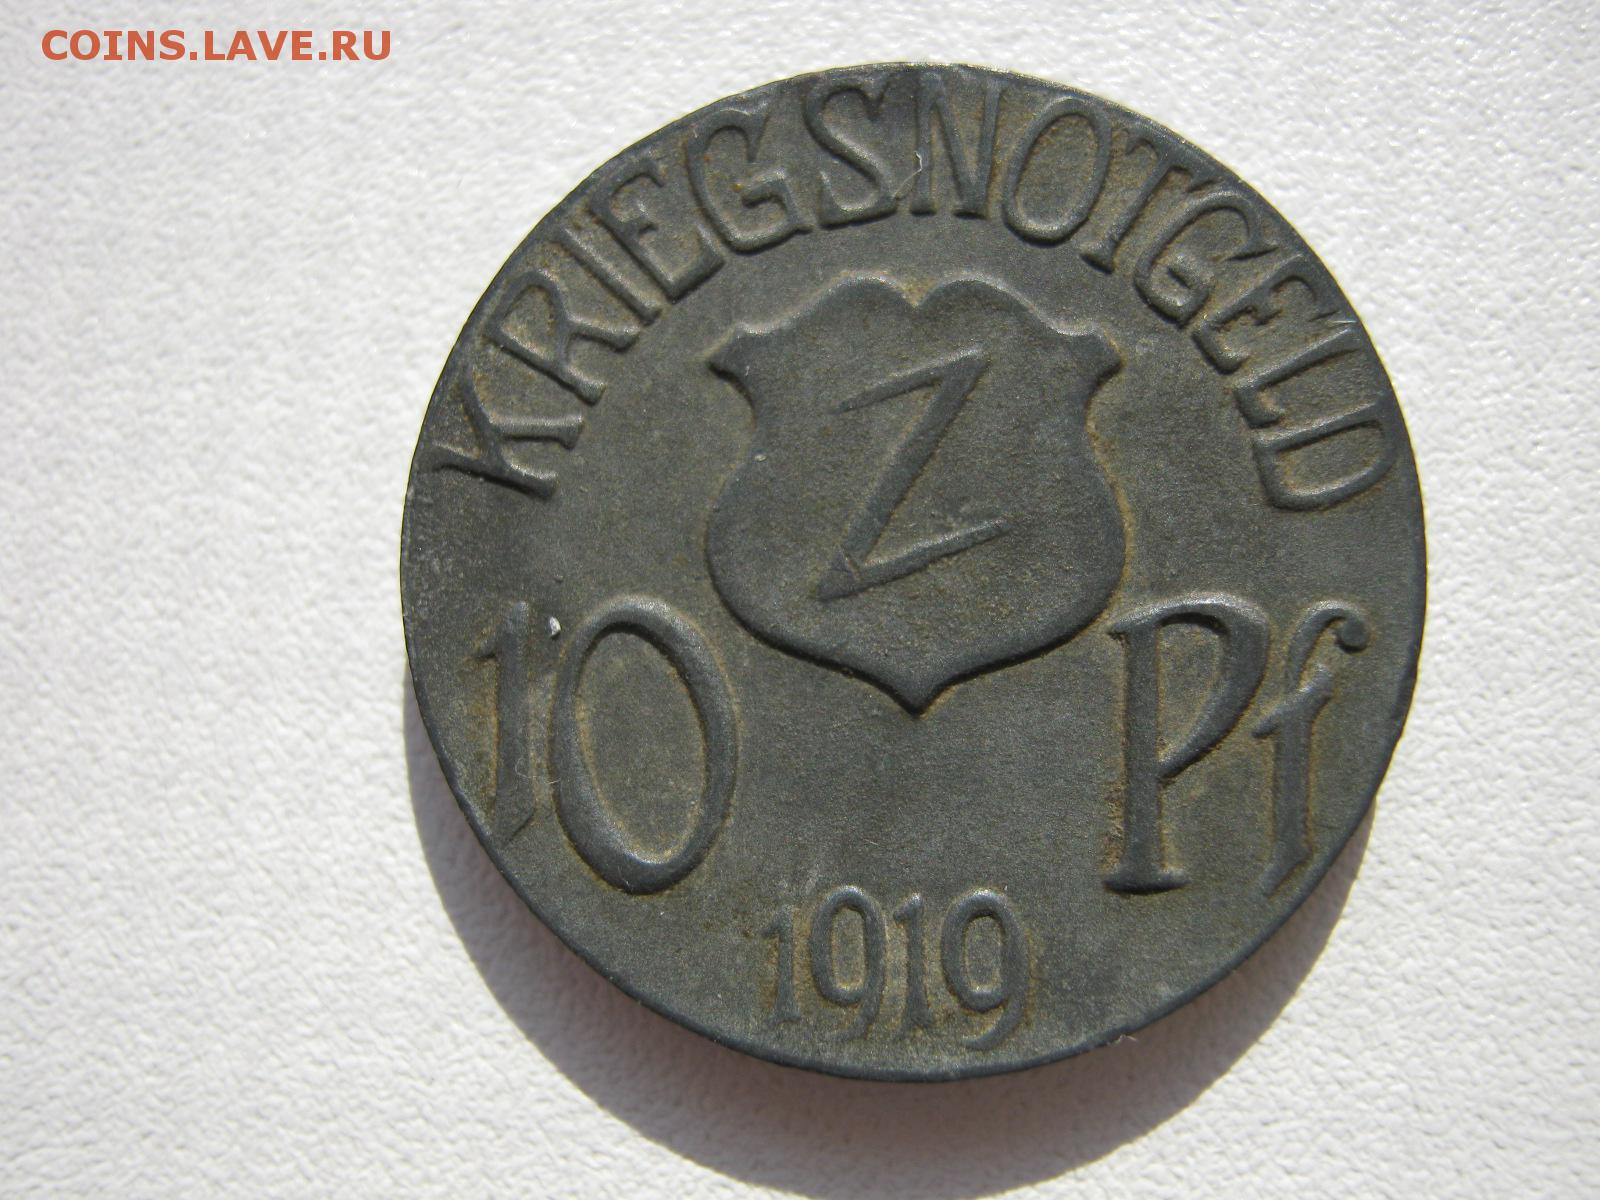 COINS.LAVE.RU
KRIEGSNOTGELD
Z
10 Pf
1919